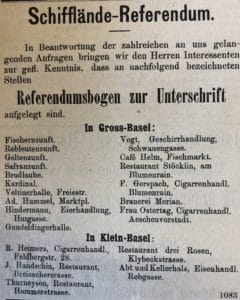 Schifflände-Referendum.
In Beantwortung der zahlreichen an uns gelan-
genden Anfragen bringen wir den Herren Interessenten
zur gefl. Kenntnis, dass an nachfolgend bezeichneten
Stellen
Referendumsbogen zur Unterschrift
aufgelegt sind.
In Gross-Basel:
Fischernzunft.
Rebleutenzunft.
Geltenzunft.
Safranzunft.
Brodlaube.
Kardinal.
Veltlinerhalle, Freiestr.
Ad. Hummel, Marktpl.
Hindermann, Eierhandlung,
Hutgasse.
Gundeldingerhalle.
Vogt, Geschirrhandlung,
Schwanengasse.
Café Helm, Fischmarkt.
Restaurant Stöcklin, am
Blumenrain.
F. Gerspach, Cigarrenhandl.
Blumenrain.
Brauerei Merian.
Frau Ostertag, Cigarrenhandl.
Aeschenvorstadt.
In Klein-Basel:
R. Heimers, Cigarrenhandl.,
Feldbergstr. 28.
J. Handschin, Restaurant,
Breisacherstrasse.
Thurneysen, Restaurant,
Hammerstrasse.
Restaurant drei Rosen,
Klybeckstrasse.
Abt und Kellerhals, Eisenhandl.
Rebgasse.
1083